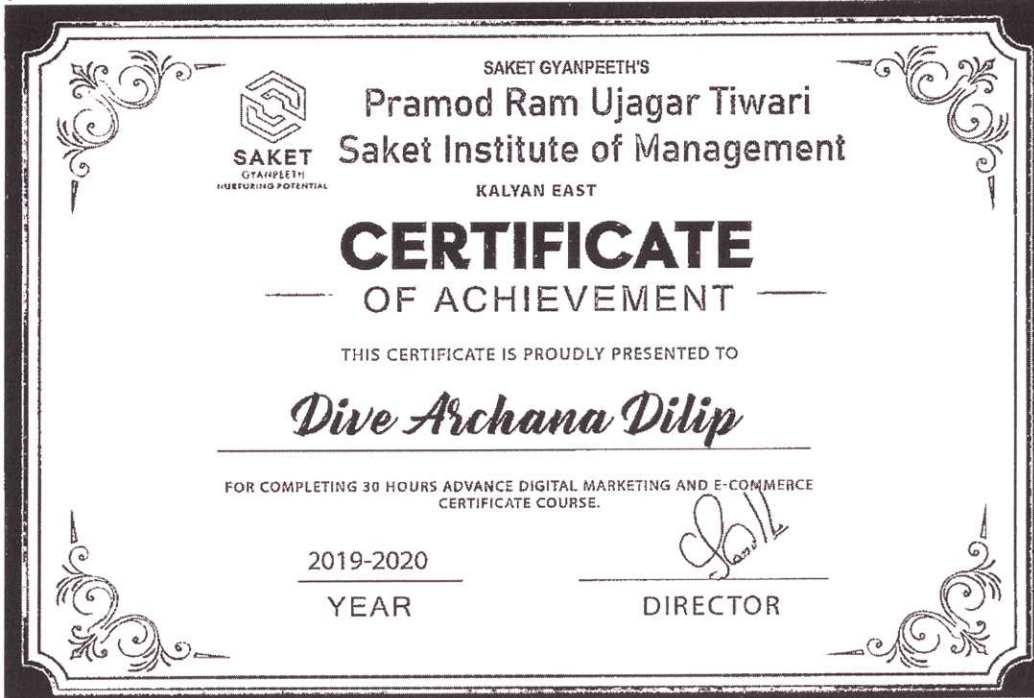 SAKET GYANPEETH'S
Pramod Ram Ujagar Tiwari
Saket Institute of Management
KALYAN EAST
SAKET
GYANPEETH
NURTURING POTENTIAL
CERTIFICATE
OF ACHIEVEMENT
THIS CERTIFICATE IS PROUDLY PRESENTED TO
Dive Archana Dilip
FOR COMPLETING 30 HOURS ADVANCE DIGITAL MARKETING AND E-COMMERCE
CERTIFICATE COURSE.
2019-2020
YEAR
DIRECTOR